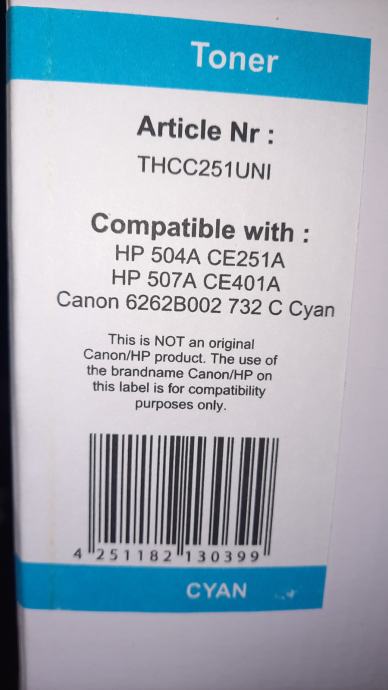 Toner
Article Nr :
THCC251UNI
Compatible with :
HP 504A CE251A
HP 507A CE401A
Canon 6262B002 732 C Cyan
This is NOT an original
Canon/HP product. The use of
the brandname Canon/HP on
this label is for compatibility
purposes only.
4 251182 130399
CYAN